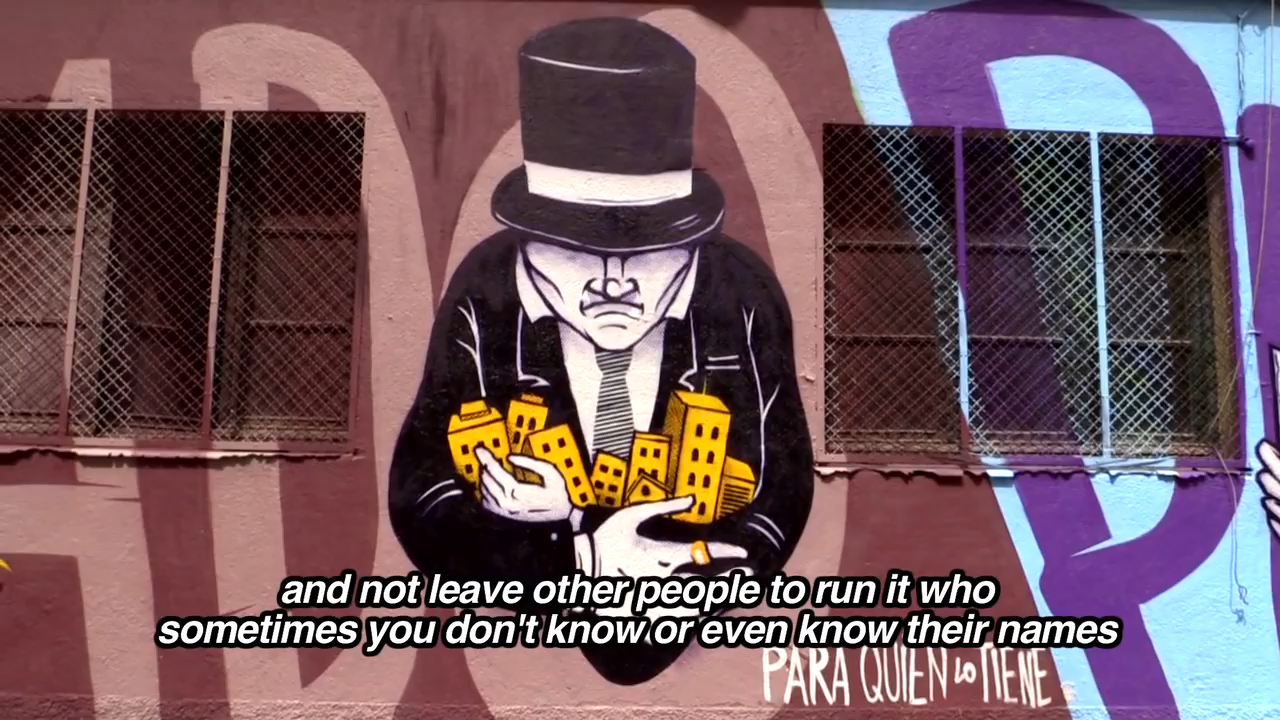 and not leave other people to run it who
sometimes you don't know or even know their names
PARA QUIEN LO TIENE